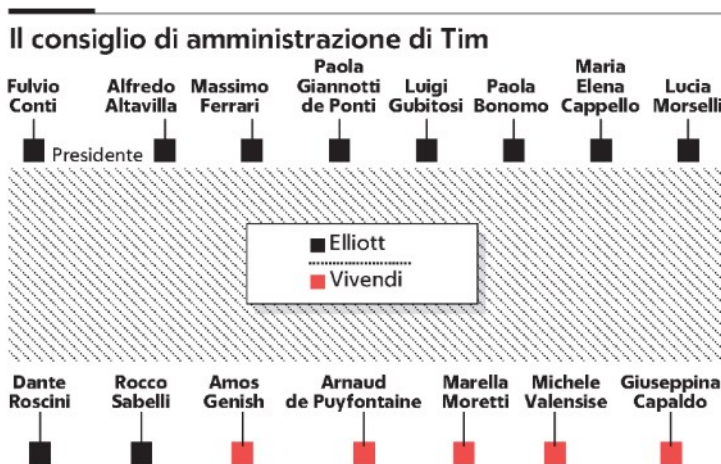 Il consiglio di amministrazione di Tim
Fulvio
Conti
Alfredo
Altavilla
Massimo
Ferrari
Paola
Giannotti
de Ponti
Luigi
Gubitosi
Paola
Bonomo
Maria
Elena
Cappello
Lucia
Morselli
Presidente
Elliott
Vivendi
Dante
Roscini
Rocco
Sabelli
Amos
Genish
Arnaud
de Puyfontaine
Marella
Moretti
Michele
Valensise
Giuseppina
Capaldo